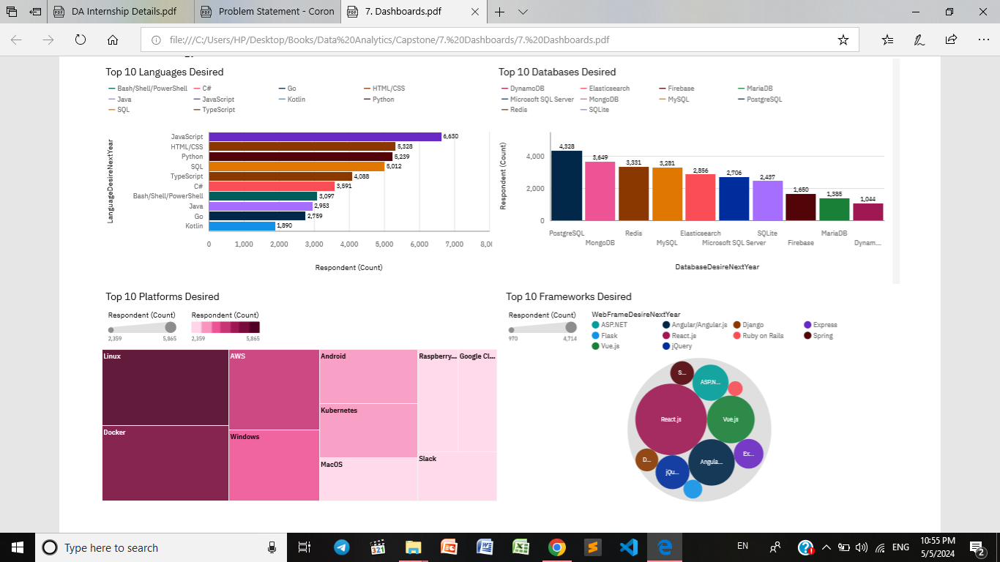 DA Internship Details.pdf
Problem Statement - Coron
7. Dashboards.pdf
file:///C:/Users/HP/Desktop/Books/Data%20Analytics/Capstone/7.%20Dashboards/7.%20Dashboards.pdf
Top 10 Languages Desired
Bash/Shell/PowerShell C# Go HTML/CSS
Java JavaScript Kotlin Python
SQL TypeScript
LanguageDesireNextYear
JavaScript 6,630
HTML/CSS 5,328
Python 5,239
SQL 5,012
TypeScript 4,088
C# 3,591
Bash/Shell/PowerShell 3,097
Java 2,953
Go 2,759
Kotlin 1,890
0 1,000 2,000 3,000 4,000 5,000 6,000 7,000 8,0
Respondent (Count)
Top 10 Databases Desired
DynamoDB Elasticsearch Firebase MariaDB
Microsoft SQL Server MongoDB MySQL PostgreSQL
Redis SQLite
Respondent (Count)
4,000
2,000
0
4,328 3,649 3,331 3,281 2,856 2,706 2,437 1,650 1,385 1,044
PostgreSQL Redis Elasticsearch SQLite MariaDB
MongoDB MySQL Microsoft SQL Server Firebase Dynam...
DatabaseDesireNextYear
Top 10 Platforms Desired
Respondent (Count) Respondent (Count)
2,359 5,865 2,359 5,865
Linux
AWS
Android
Raspberry...
Google Cl...
Kubernetes
Docker
Windows
MacOS
Slack
Top 10 Frameworks Desired
Respondent (Count) WebFrameDesireNextYear
970 4,714
ASP.NET Angular/Angular.js Django Express
Flask React.js Ruby on Rails Spring
Vue.js jQuery
S...
ASP.N...
React.js
Vue.js
Ex...
D...
Angula...
jQu...
Type here to search
321
EN
ENG
10:55 PM
5/5/2024
2